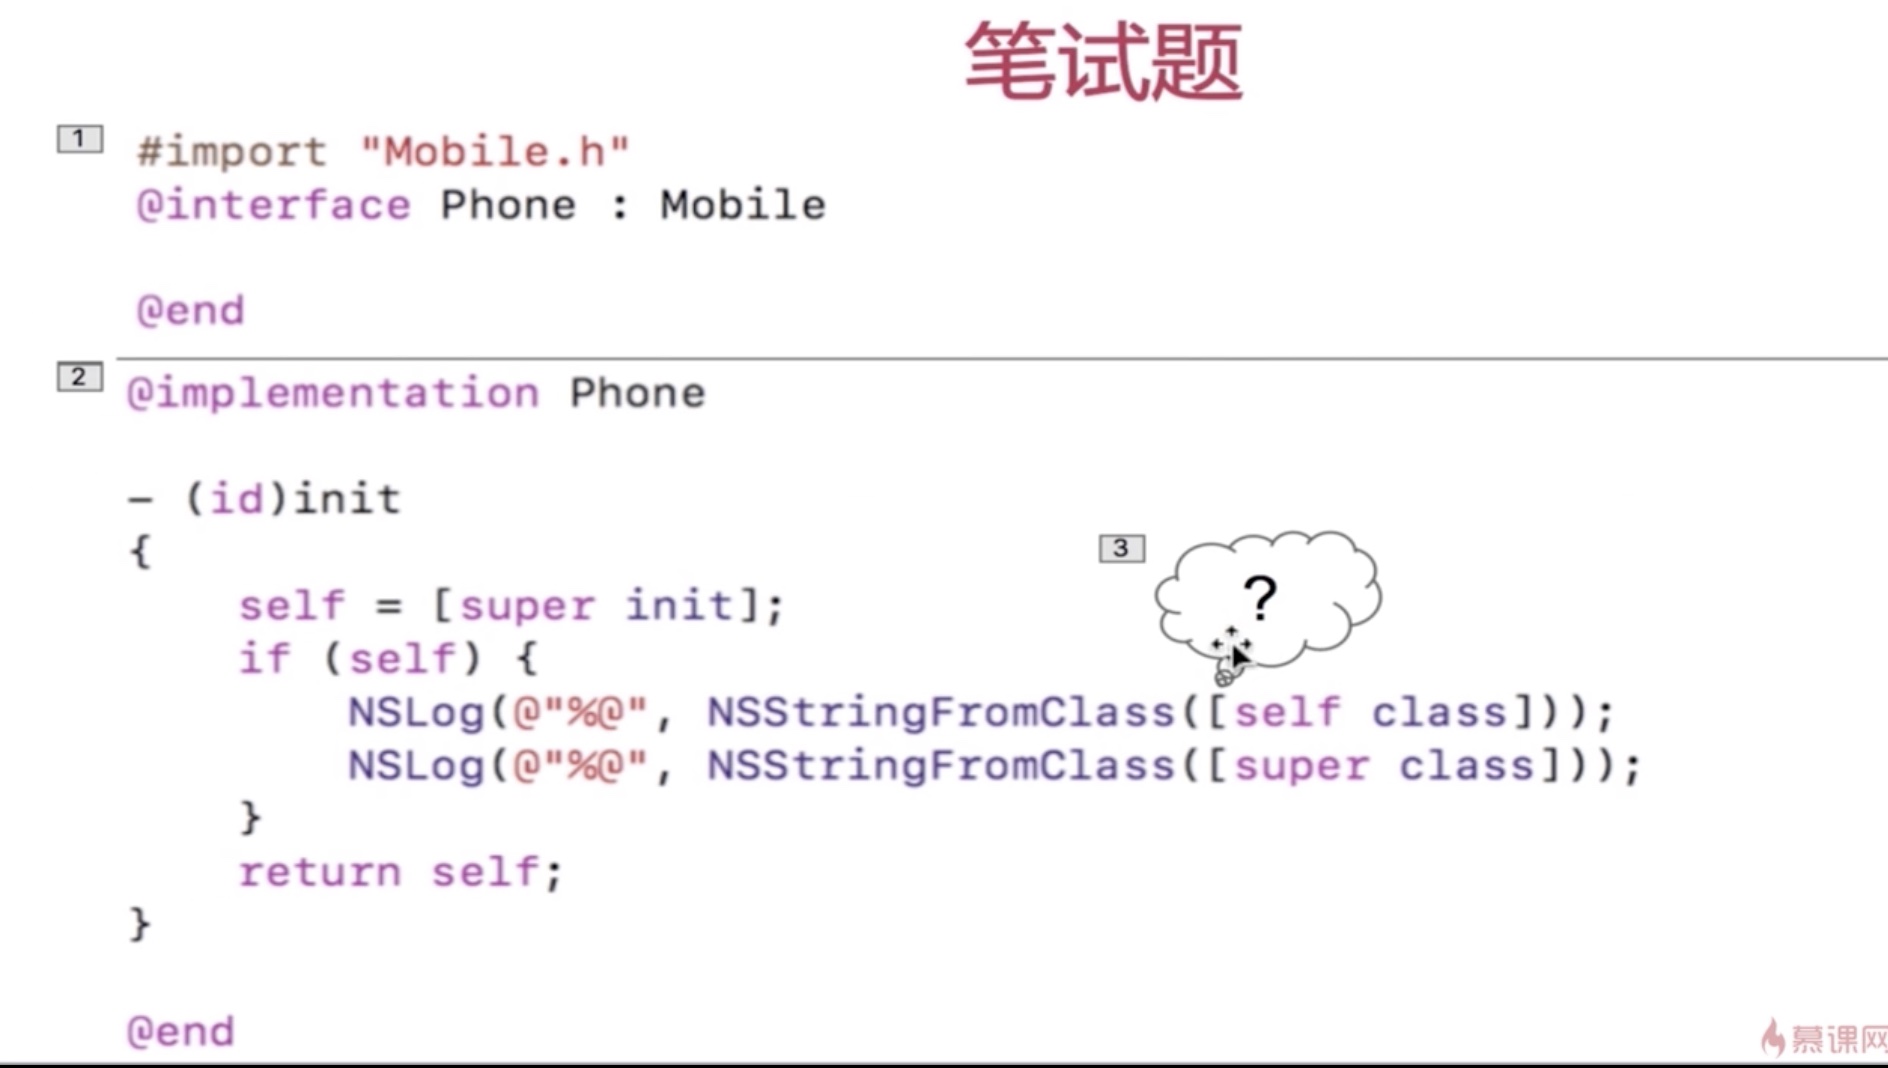 笔试题
1
#import "Mobile.h"
@interface Phone : Mobile
@end
2
@implementation Phone
- (id)init
{
self = [super init];
if (self) {
3
?
NSLog(@"%@", NSStringFromClass([self class]));
NSLog(@"%@", NSStringFromClass([super class]));
}
return self;
}
@end
慕课网